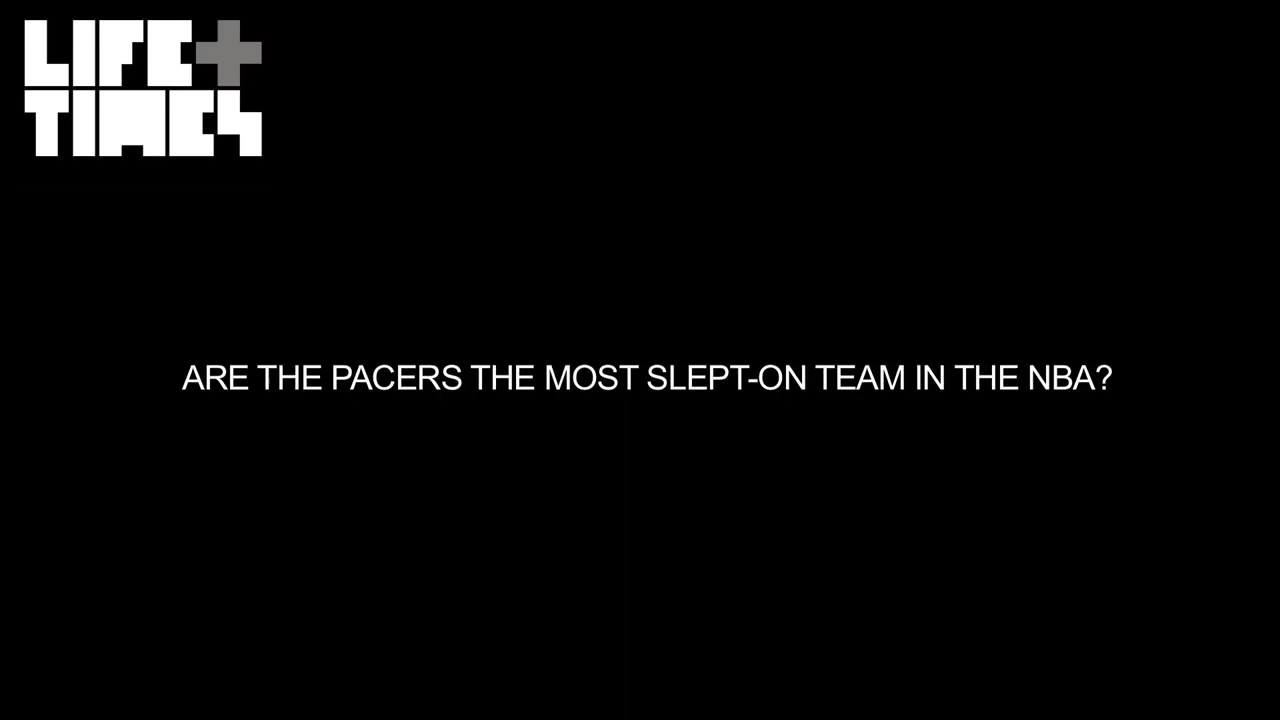 LIFE+
TIMES
ARE THE PACERS THE MOST SLEPT-ON TEAM IN THE NBA?